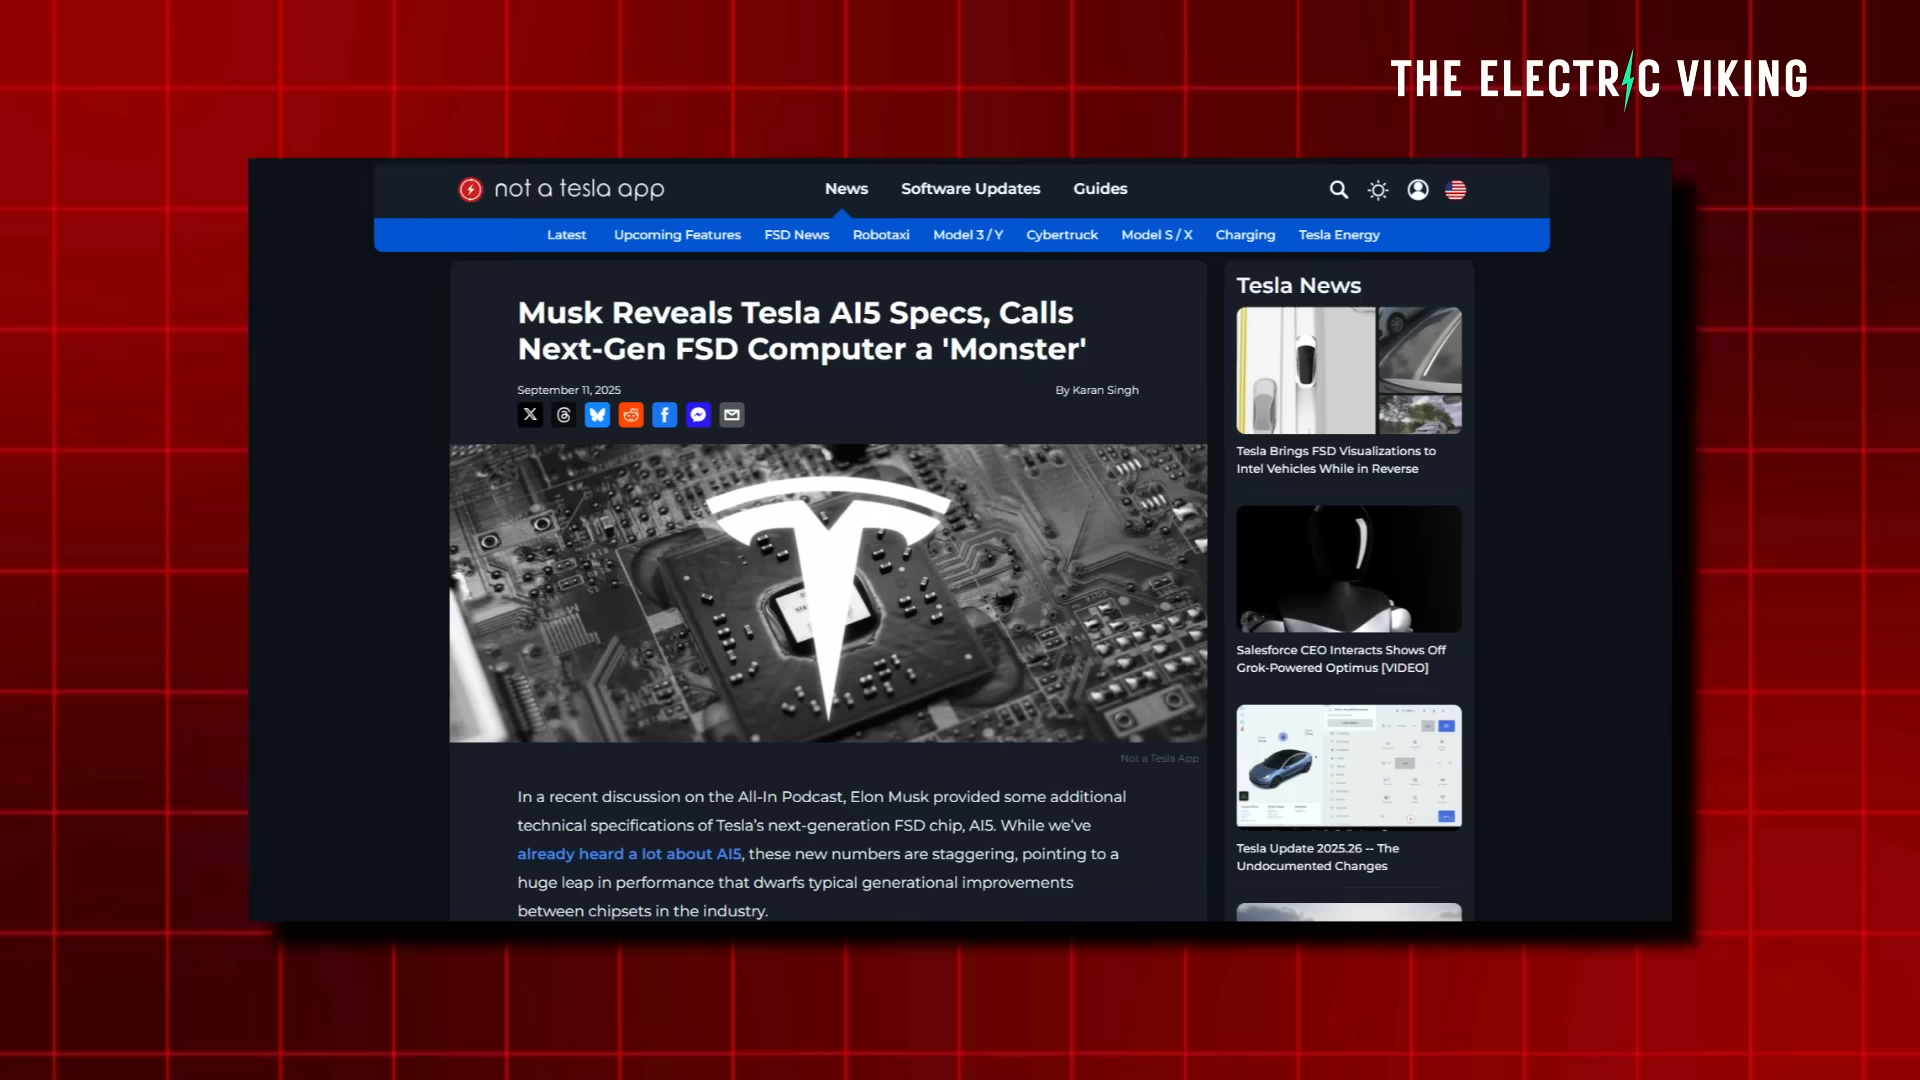 THE ELECTRIC VIKING
not a tesla app
News
Software Updates
Guides
Latest
Upcoming Features
FSD News
Robotaxi
Model 3 / Y
Cybertruck
Model S / X
Charging
Tesla Energy
Musk Reveals Tesla AI5 Specs, Calls
Next-Gen FSD Computer a 'Monster'
September 11, 2025
By Karan Singh
Not a Tesla App
In a recent discussion on the All-In Podcast, Elon Musk provided some additional
technical specifications of Tesla's next-generation FSD chip, AI5. While we've
already heard a lot about AI5, these new numbers are staggering, pointing to a
huge leap in performance that dwarfs typical generational improvements
between chipsets in the industry.
Tesla News
Tesla Brings FSD Visualizations to
Intel Vehicles While in Reverse
Salesforce CEO Interacts Shows Off
Grok-Powered Optimus [VIDEO]
Tesla Update 2025.26 -- The
Undocumented Changes